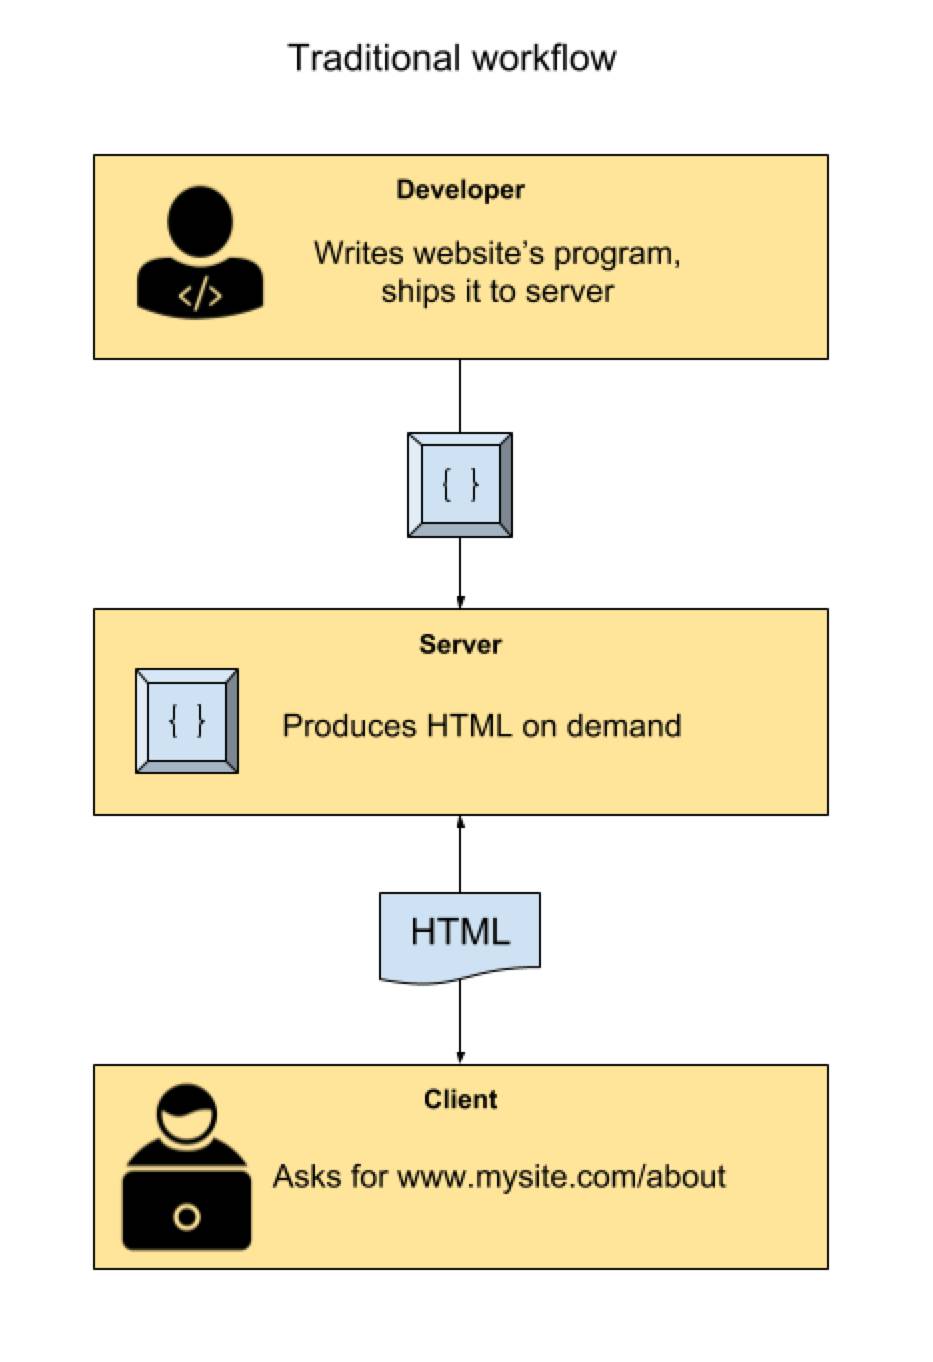 Traditional workflow
Developer
Writes website's program,
ships it to server
</>
{ }
Server
{ }
Produces HTML on demand
HTML
Client
Asks for www.mysite.com/about